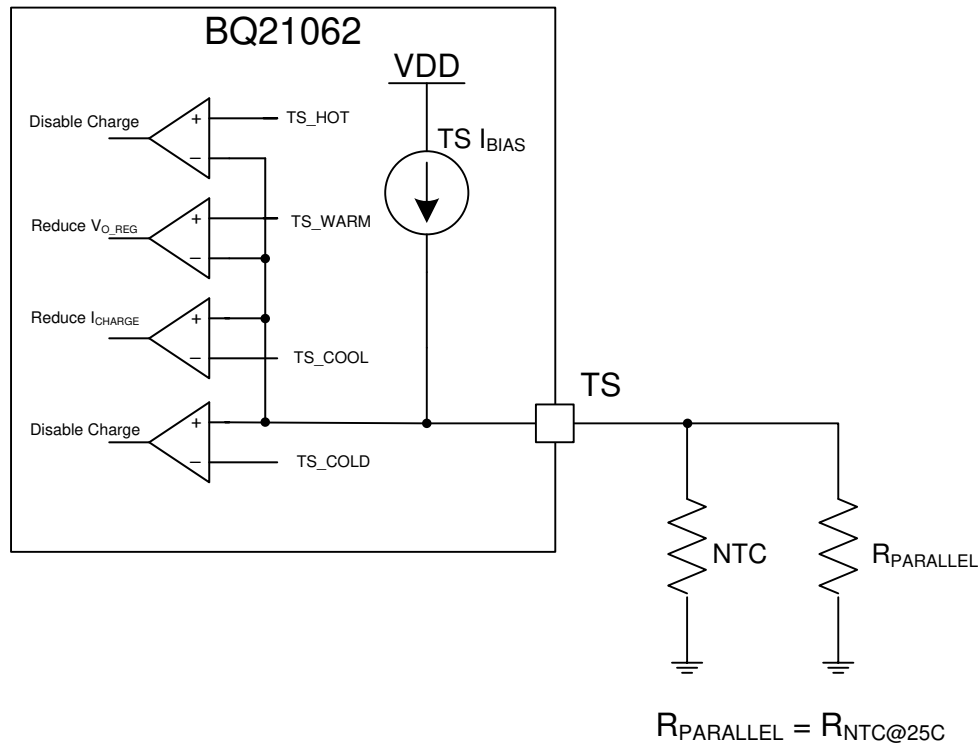 BQ21062
VDD
Disable Charge
+
−
TS_HOT
TS IBIAS
Reduce VO_REG
+
−
TS_WARM
Reduce ICHARGE
+
−
TS_COOL
TS
Disable Charge
+
−
TS_COLD
NTC
RPARALLEL
RPARALLEL = RNTC@25C